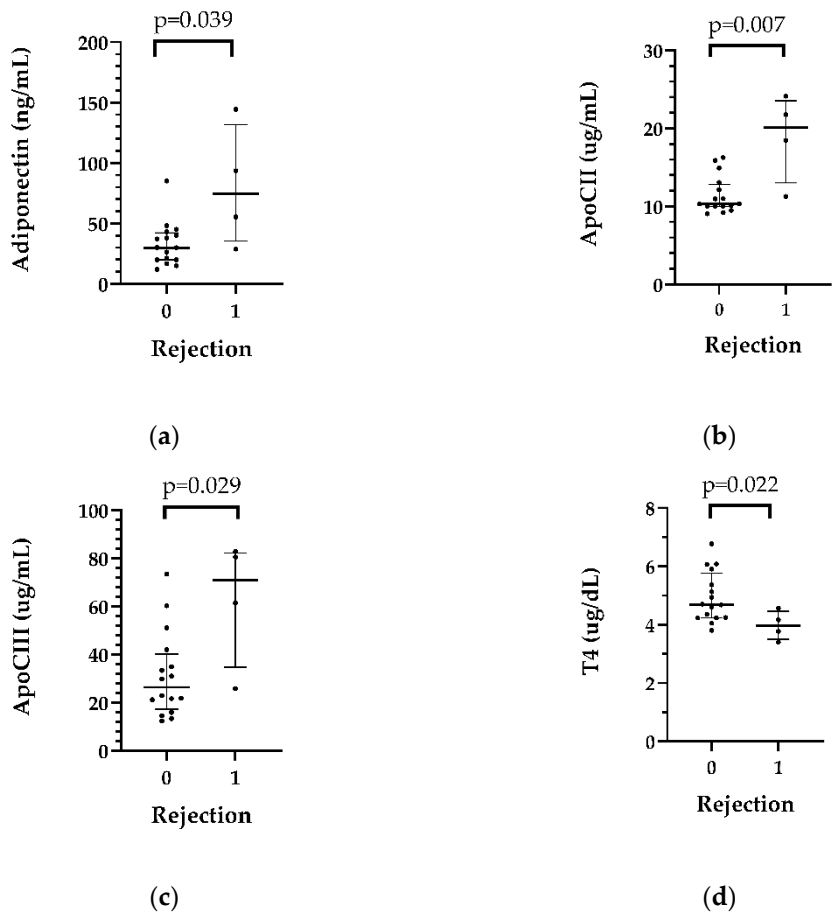 p=0.039
200
150
100
50
0
Adiponectin (ng/mL)
0 1
Rejection
(a)
p=0.007
30
20
10
0
ApoCII (ug/mL)
0 1
Rejection
(b)
p=0.029
100
80
60
40
20
0
ApoCIII (ug/mL)
0 1
Rejection
(c)
p=0.022
8
6
4
2
0
T4 (ug/dL)
0 1
Rejection
(d)